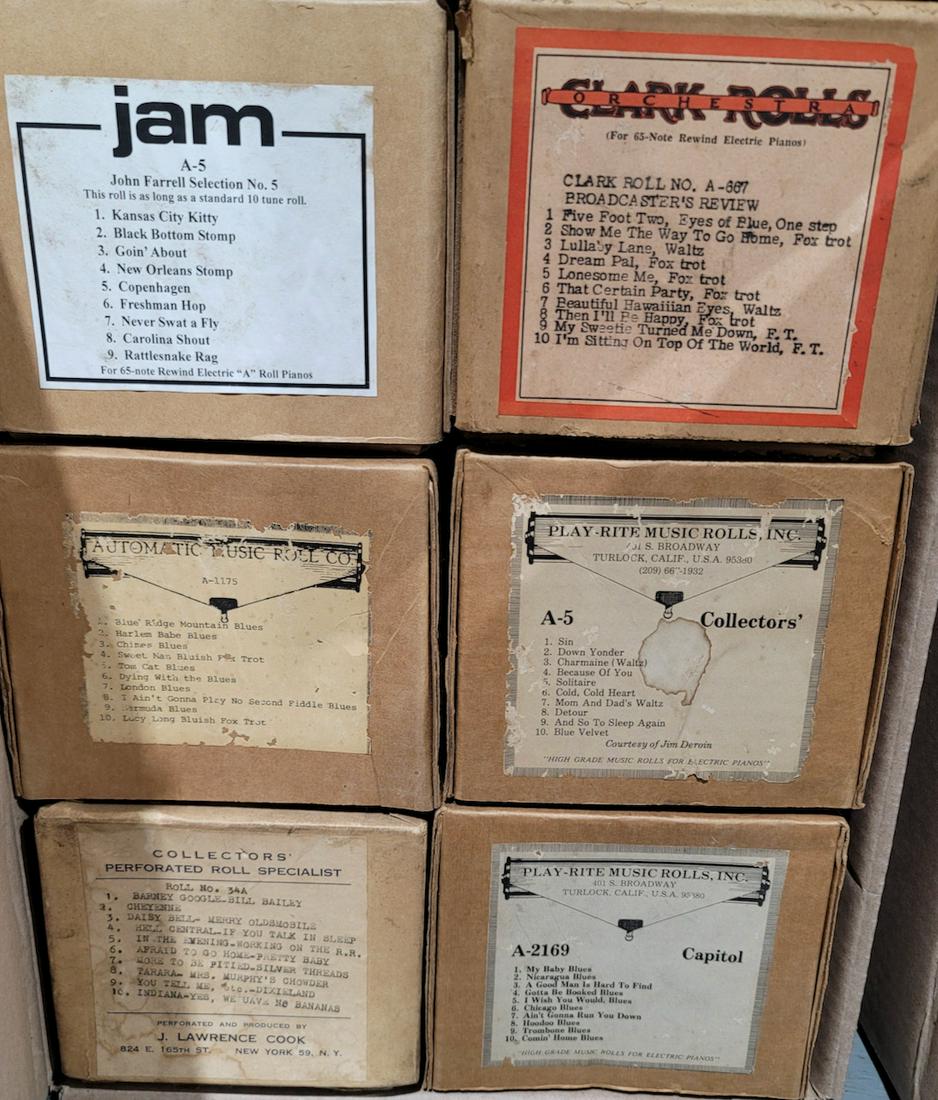 jam
A-5
John Farrell Selection No. 5
This roll is as long as a standard 10 tune roll.
1. Kansas City Kitty
2. Black Bottom Stomp
3. Goin' About
4. New Orleans Stomp
5. Copenhagen
6. Freshman Hop
7. Never Swat a Fly
8. Carolina Shout
9. Rattlesnake Rag
For 65-note Rewind Electric "A" Roll Pianos
CLARK ROLLS
ORCHESTRA
(For 65-Note Rewind Electric Pianos)
CLARK ROLL NO. A-667
BROADCASTER'S REVIEW
1 Five Foot Two, Eyes of Blue, One step
2 Show Me The Way To Go Home, Fox trot
3 Lullaby Lane, Waltz
4 Dream Pal, Fox trot
5 Lonesome Me, Fox trot
6 That Certain Party, Fox trot
7 Beautiful Hawaiiian Eyes, Waltz
8 Then I'll Be Happy, Fox trot
9 My Sweetie Turned Me Down, F.T.
10 I'm Sitting On Top Of The World, F.T.
AUTOMATIC MUSIC ROLL CO.
A-1175
1. Blue Ridge Mountain Blues
2. Harlem Babe Blues
3. Chimes Blues
4. Sweet Man Bluish Fox Trot
5. Tom Cat Blues
6. Dying With the Blues
7. London Blues
8. I Ain't Gonna Play No Second Fiddle Blues
9. Bermuda Blues
10. Lucy Long Bluish Fox Trot
PLAY-RITE MUSIC ROLLS, INC.
401 S. BROADWAY
TURLOCK, CALIF., U.S.A. 95380
(209) 66 -1932
A-5 Collectors'
1. Sin
2. Down Yonder
3. Charmaine (Waltz)
4. Because Of You
5. Solitaire
6. Cold, Cold Heart
7. Mom And Dad's Waltz
8. Detour
9. And So To Sleep Again
10. Blue Velvet
Courtesy of Jim Deroin
"HIGH GRADE MUSIC ROLLS FOR ELECTRIC PIANOS"
COLLECTORS'
PERFORATED ROLL SPECIALIST
ROLL No. 34A
1. BARNEY GOOGLE-BILL BAILEY
2. CHEYENNE
3. DAISY BELL- MERRY OLDSMOBILE
4. HELL CENTRAL-IF YOU TALK IN SLEEP
5. IN THE EVENING-WORKING ON THE R.R.
6. AFRAID TO GO HOME-PRETTY BABY
7. MORE TO BE PITIED-SILVER THREADS
8. TARARA- MRS. MURPHY'S CHOWDER
9. YOU TELL ME, etc.-DIXIELAND
10. INDIANA-YES, WE UAVE NO BANANAS
PERFORATED AND PRODUCED BY
J. LAWRENCE COOK
824 E. 165TH ST. NEW YORK 59, N. Y.
PLAY-RITE MUSIC ROLLS, INC.
401 S. BROADWAY
TURLOCK, CALIF., U.S.A. 95380
A-2169 Capitol
1. My Baby Blues
2. Nicaragua Blues
3. A Good Man Is Hard To Find
4. Gotta Be Booked Blues
5. I Wish You Would, Blues
6. Chicago Blues
7. Ain't Gonna Run You Down
8. Hoodoo Blues
9. Trombone Blues
10. Comin' Home Blues
"HIGH GRADE MUSIC ROLLS FOR ELECTRIC PIANOS"